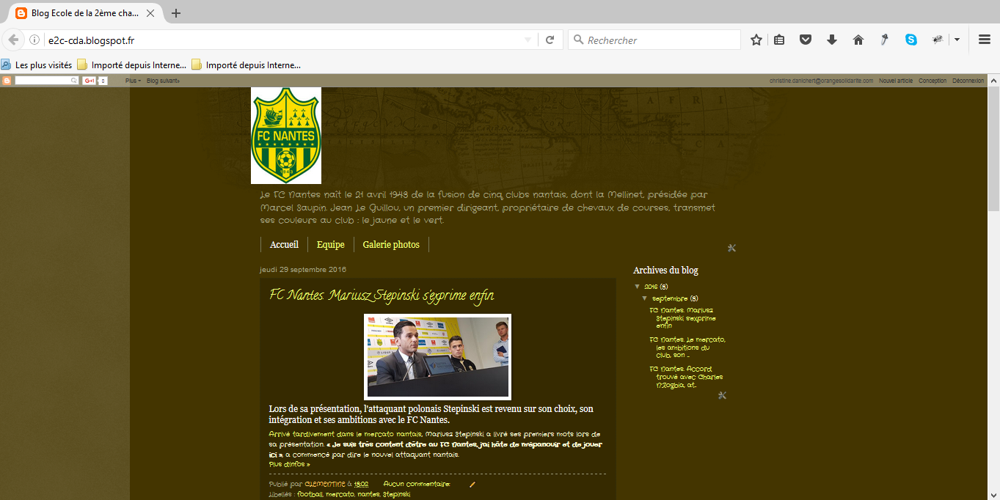 Blog Ecole de la 2ème cha...
e2c-cda.blogspot.fr
Rechercher
Les plus visités Importé depuis Interne... Importé depuis Interne...
G+1 0 Plus Blog suivant» christine.danichert@orangesolidarite.com Nouvel article Conception Déconnexion
FC NANTES
1943
Le FC Nantes naît le 21 avril 1943 de la fusion de cinq clubs nantais, dont la Mellinet, présidée par
Marcel Saupin. Jean Le Guillou, un premier dirigeant, propriétaire de chevaux de courses, transmet
ses couleurs au club : le jaune et le vert.
Accueil Equipe Galerie photos
jeudi 29 septembre 2016
FC Nantes. Mariusz Stepinski s'exprime enfin
Lors de sa présentation, l'attaquant polonais Stepinski est revenu sur son choix, son
intégration et ses ambitions avec le FC Nantes.
Arrivé tardivement dans le mercato nantais, Mariusz Stepinski a livré ses premiers mots lors de
sa présentation. « Je suis très content d'être au FC Nantes, j'ai hâte de m'épanouir et de jouer
ici », a commencé par dire le nouvel attaquant nantais.
Plus d'infos »
Publié par CLEMENTINE à 18:02 Aucun commentaire:
Libellés : football, mercato, nantes, Stepinski
Archives du blog
▼ 2016 (3)
▼ septembre (3)
FC Nantes. Mariusz
Stepinski s'exprime
enfin
FC Nantes. Le mercato,
les ambitions du
club, son ...
FC Nantes. Accord
trouvé avec Charles
N'Zogbia, at...